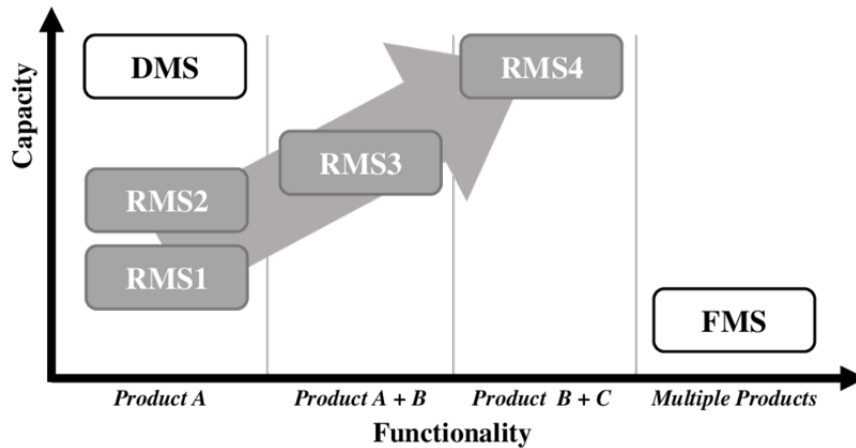 Capacity
DMS
RMS4
RMS3
RMS2
RMS1
FMS
Product A
Product A + B
Product B + C
Multiple Products
Functionality